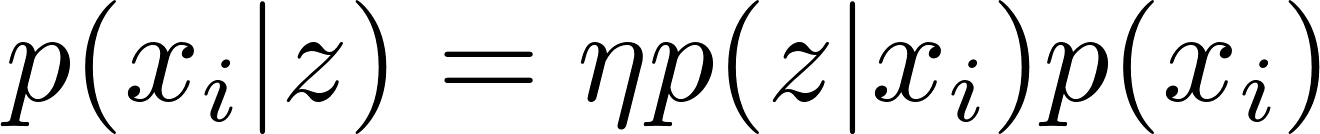 p(x_i|z) = ηp(z|x_i)p(x_i)